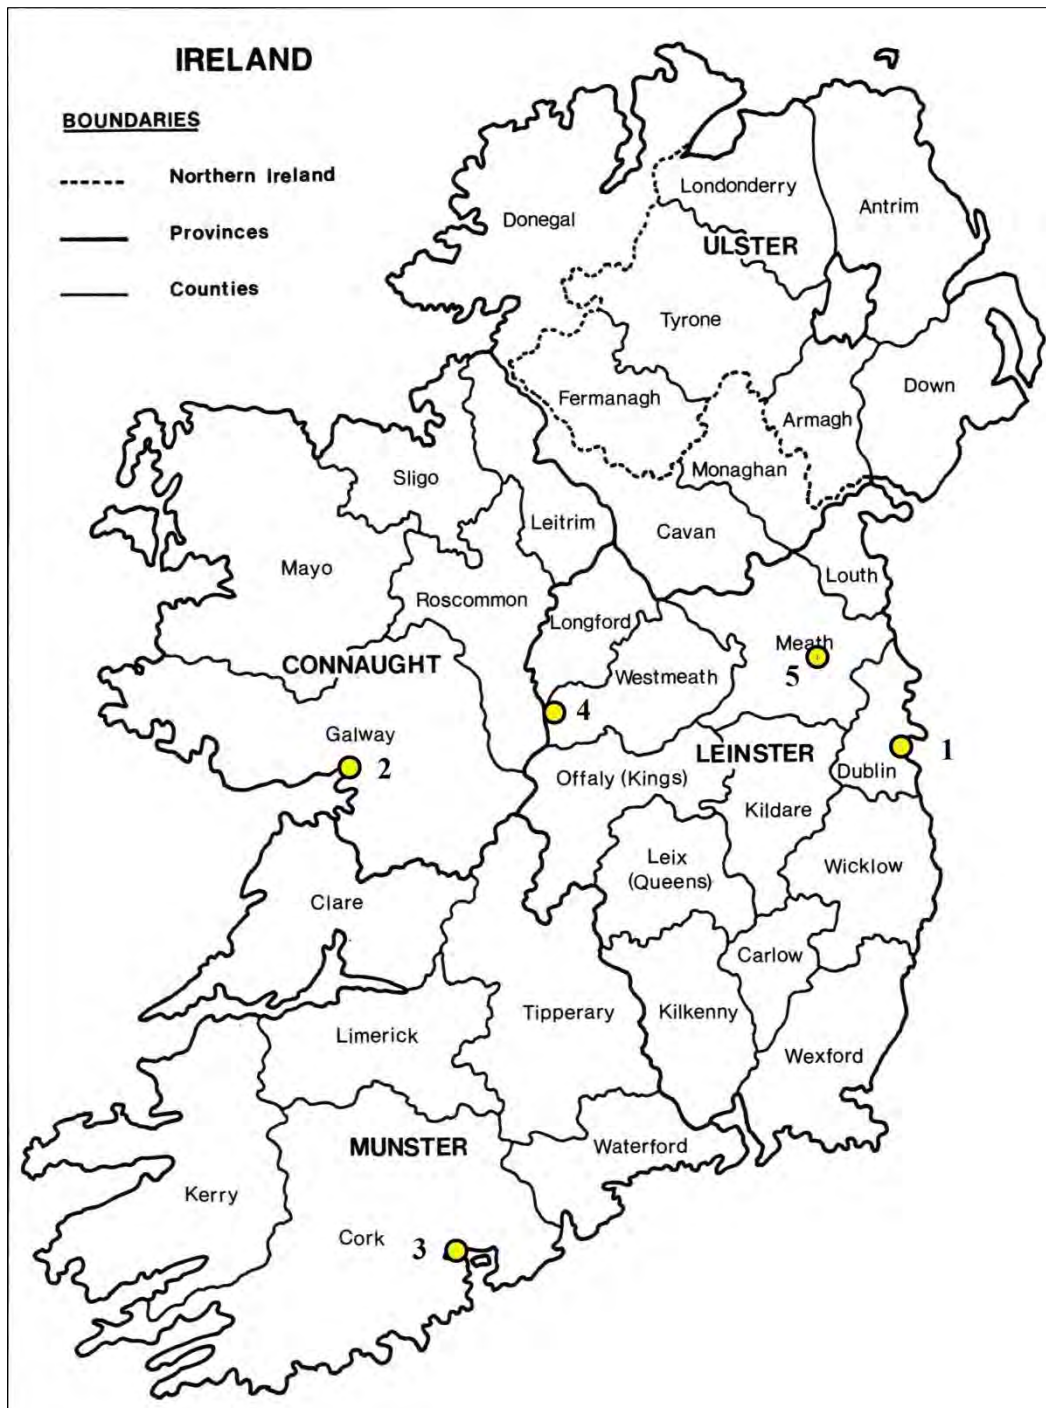 IRELAND
BOUNDARIES
Northern Ireland
Provinces
Counties
Londonderry
Antrim
Donegal
ULSTER
Tyrone
Fermanagh
Down
Armagh
Monaghan
Sligo
Leitrim
Cavan
Mayo
Louth
Roscommon
Longford
Meath
CONNAUGHT
Westmeath
5
4
Galway
LEINSTER
1
2
Offaly (Kings)
Dublin
Kildare
Leix
(Queens)
Wicklow
Clare
Carlow
Tipperary
Kilkenny
Limerick
Wexford
MUNSTER
Waterford
Kerry
Cork
3